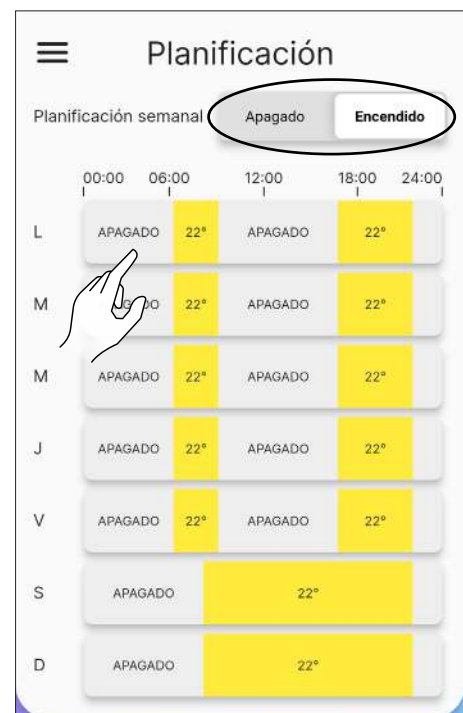 Planificación
Planificación semanal Apagado Encendido
00:00 06:00 12:00 18:00 24:00
L APAGADO 22° APAGADO 22°
M 22° APAGADO 22°
M APAGADO 22° APAGADO 22°
J APAGADO 22° APAGADO 22°
V APAGADO 22° APAGADO 22°
S APAGADO 22°
D APAGADO 22°